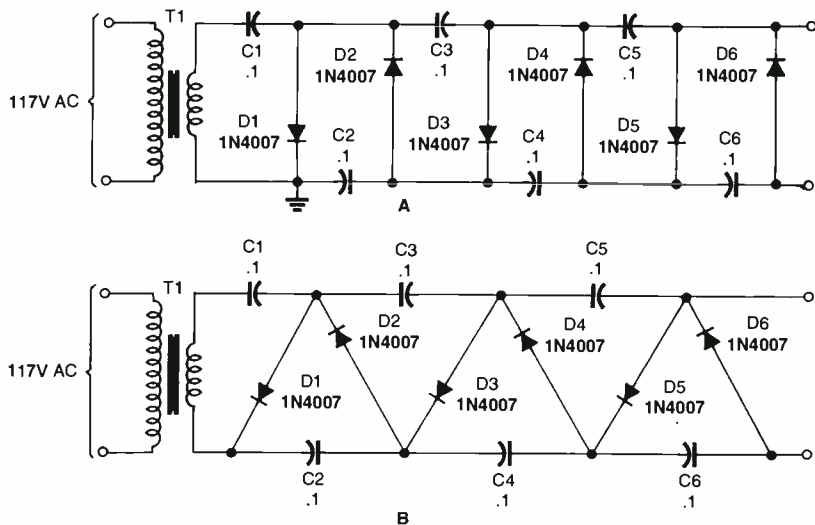 T1
117V AC
C1
.1
D1
1N4007
D2
1N4007
C2
.1
C3
.1
D3
1N4007
D4
1N4007
C4
.1
C5
.1
D5
1N4007
D6
1N4007
C6
.1
A
T1
117V AC
C1
.1
D1
1N4007
D2
1N4007
C2
.1
C3
.1
D3
1N4007
D4
1N4007
C4
.1
C5
.1
D5
1N4007
D6
1N4007
C6
.1
B